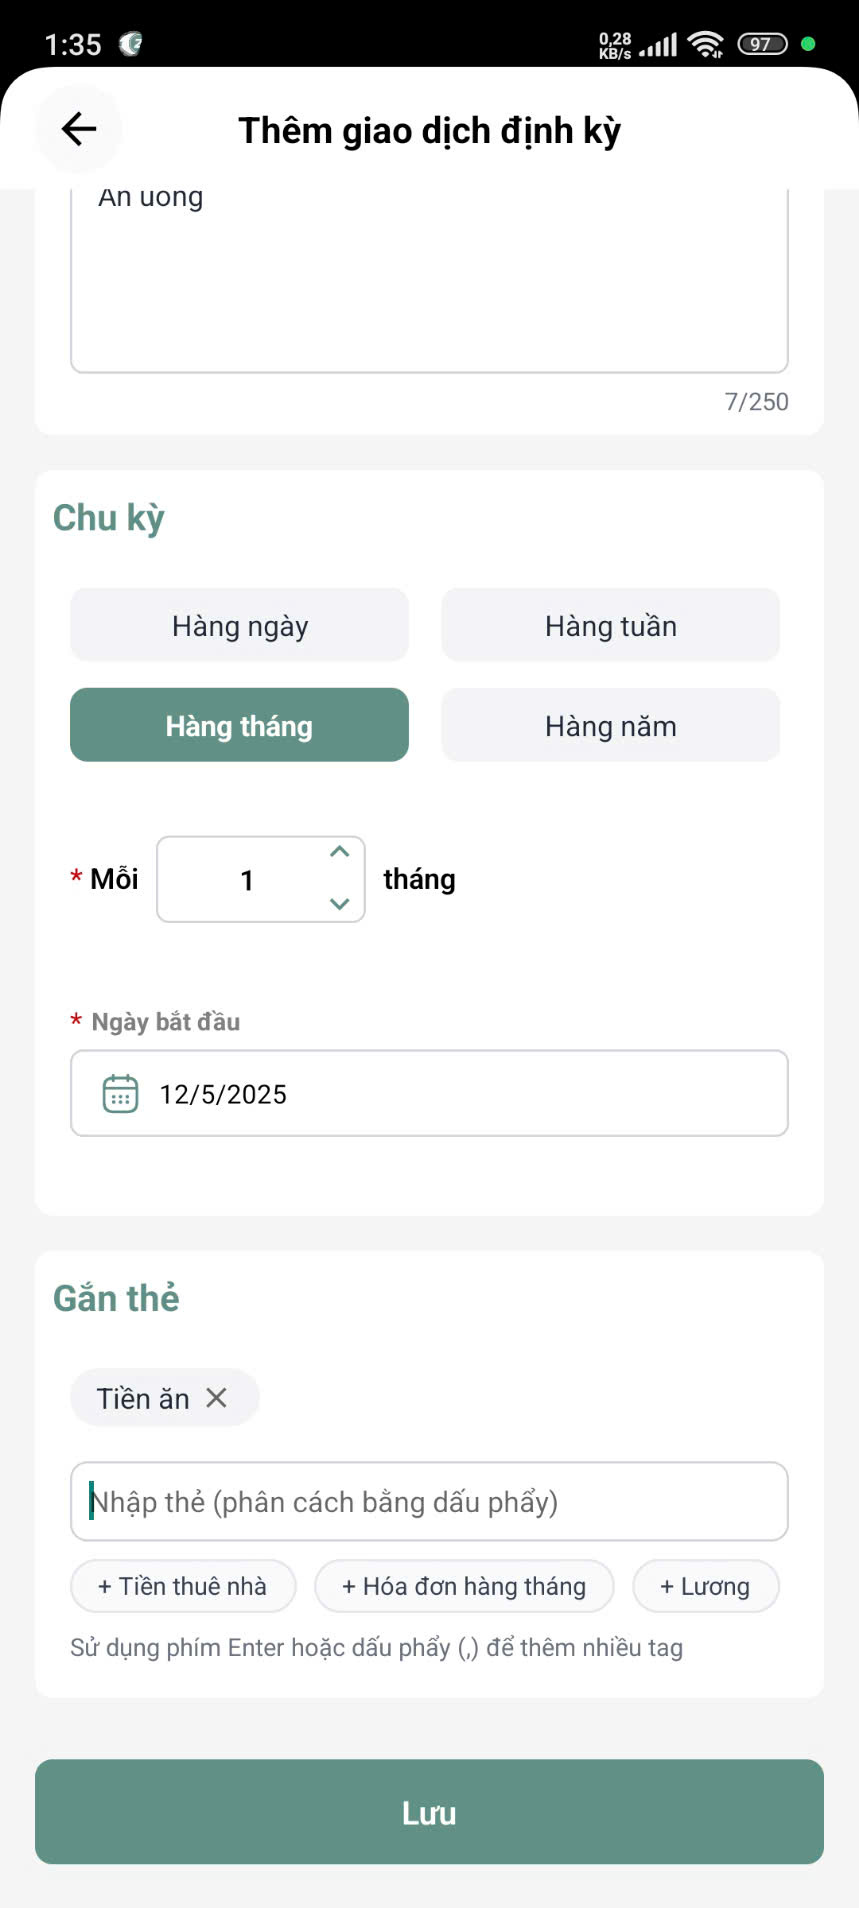 1:35
0,28
KB/s
97
Thêm giao dịch định kỳ
Ăn uống
7/250
Chu kỳ
Hàng ngày
Hàng tuần
Hàng tháng
Hàng năm
* Mỗi 1 tháng
* Ngày bắt đầu
12/5/2025
Gắn thẻ
Tiền ăn
Nhập thẻ (phân cách bằng dấu phẩy)
+ Tiền thuê nhà
+ Hóa đơn hàng tháng
+ Lương
Sử dụng phím Enter hoặc dấu phẩy (,) để thêm nhiều tag
Lưu